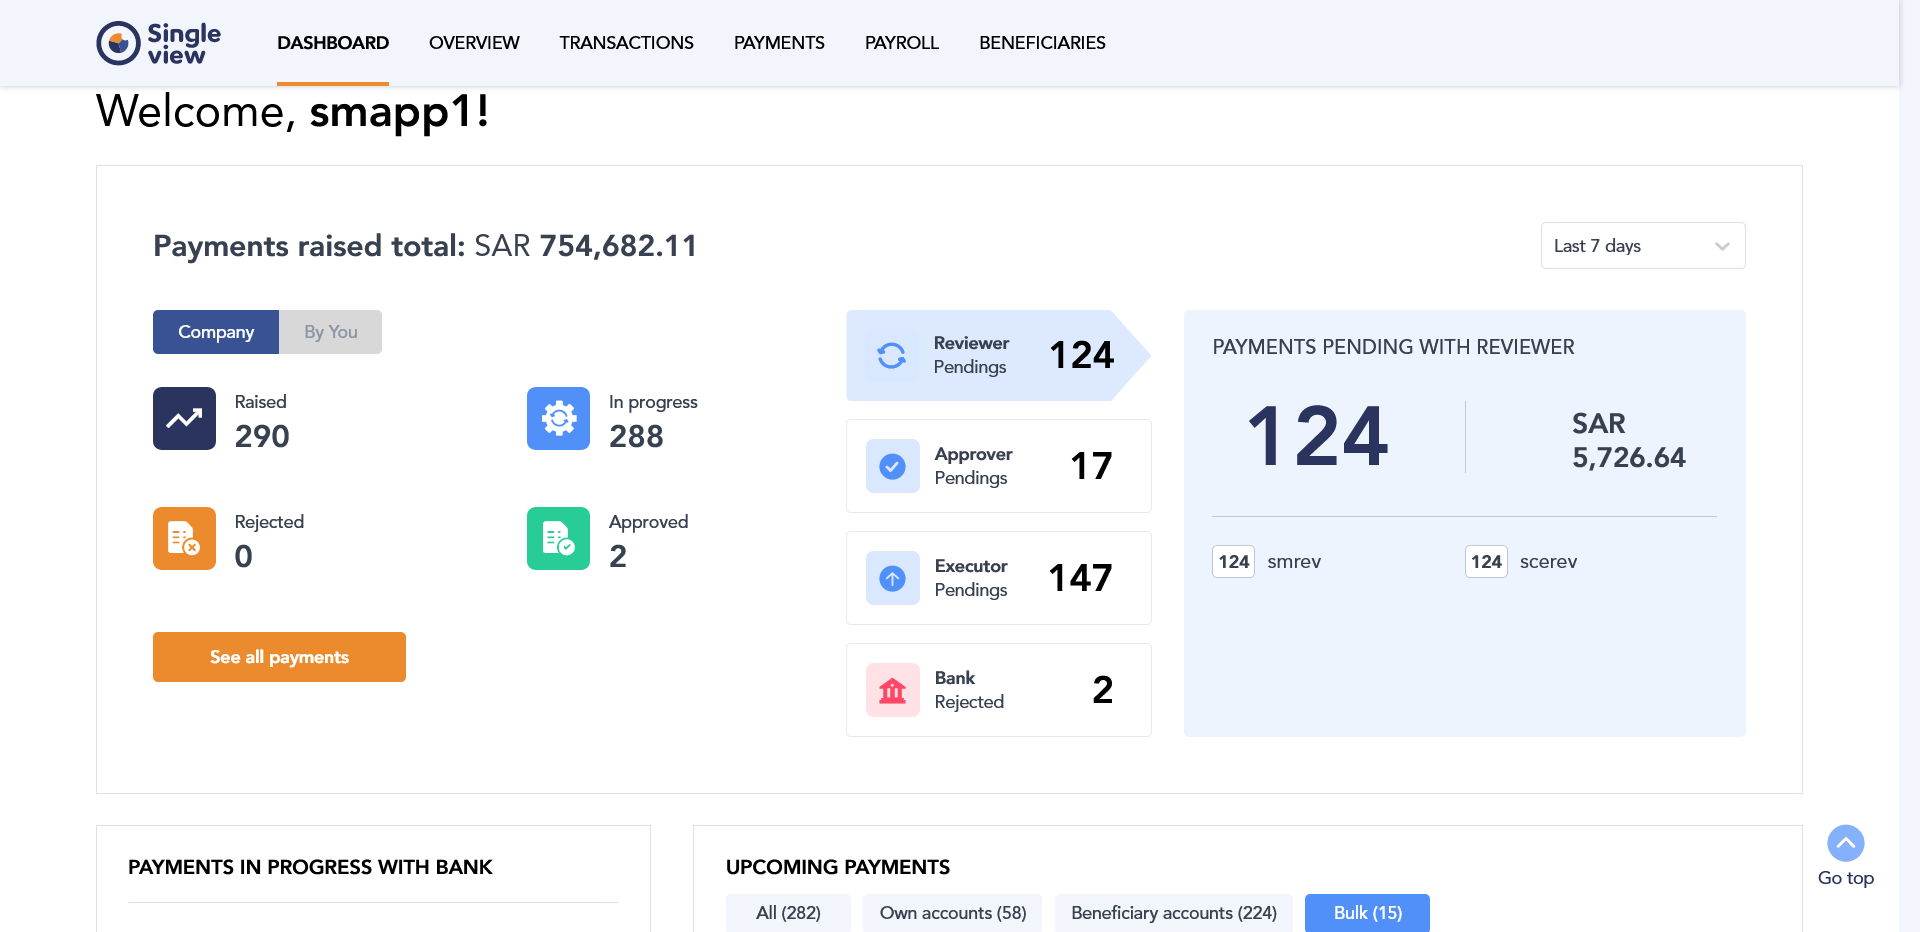 Single
view
DASHBOARD
OVERVIEW
TRANSACTIONS
PAYMENTS
PAYROLL
BENEFICIARIES
Welcome, smapp1!
Payments raised total: SAR 754,682.11
Last 7 days
Company
By You
Raised
290
In progress
288
Rejected
0
Approved
2
See all payments
Reviewer
Pendings
124
Approver
Pendings
17
Executor
Pendings
147
Bank
Rejected
2
PAYMENTS PENDING WITH REVIEWER
124
SAR
5,726.64
124 smrev
124 scerev
PAYMENTS IN PROGRESS WITH BANK
UPCOMING PAYMENTS
All (282)
Own accounts (58)
Beneficiary accounts (224)
Bulk (15)
Go top